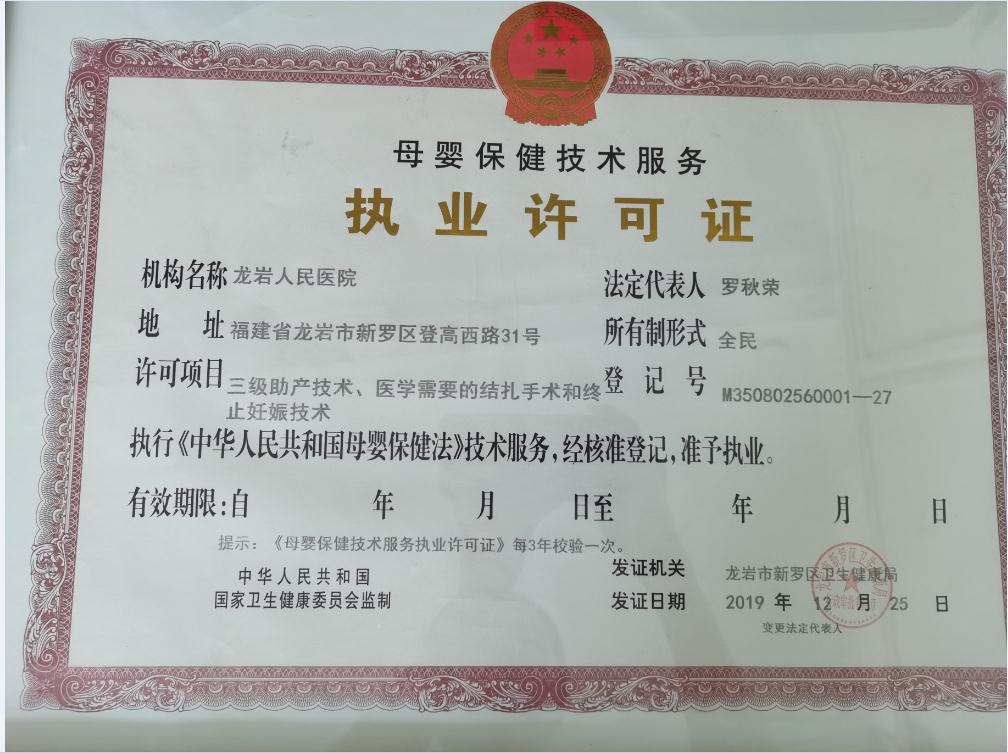 母婴保健技术服务
执业许可证
机构名称 龙岩人民医院
法定代表人 罗秋荣
地 址 福建省龙岩市新罗区登高西路31号
所有制形式 全民
许可项目 三级助产技术、医学需要的结扎手术和终
止妊娠技术
登记号 M350802560001—27
执行《中华人民共和国母婴保健法》技术服务,经核准登记,准予执业。
有效期限:自 年 月 日至 年 月 日
提示:《母婴保健技术服务执业许可证》每3年校验一次。
中华人民共和国
国家卫生健康委员会监制
发证机关 龙岩市新罗区卫生健康局
发证日期 2019 年 12 月 25 日
变更法定代表人